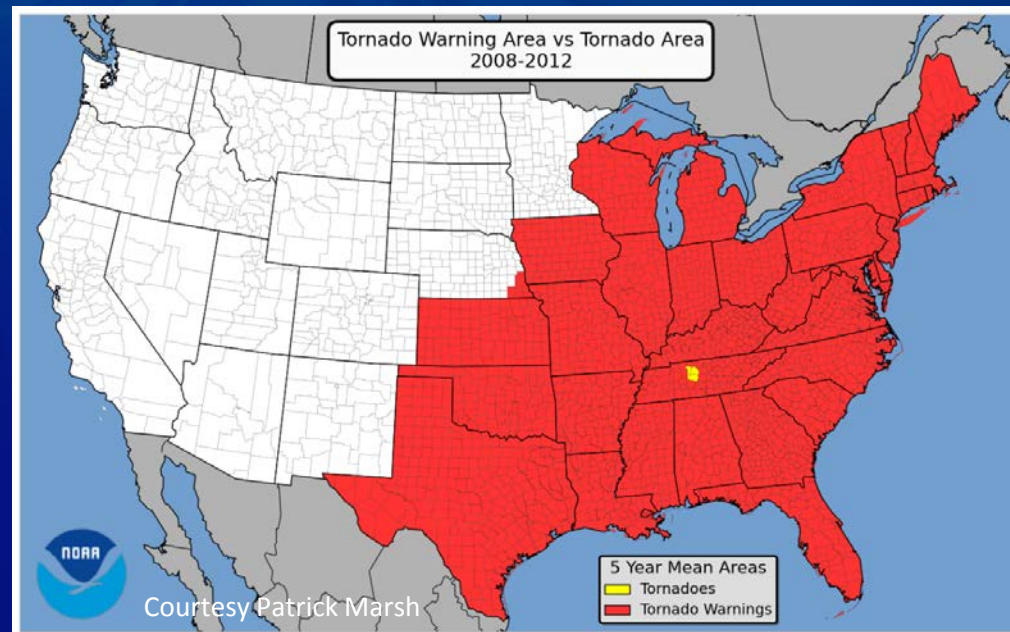 Tornado Warning Area vs Tornado Area
2008-2012
NOAA
Courtesy Patrick Marsh
5 Year Mean Areas
Tornadoes
Tornado Warnings